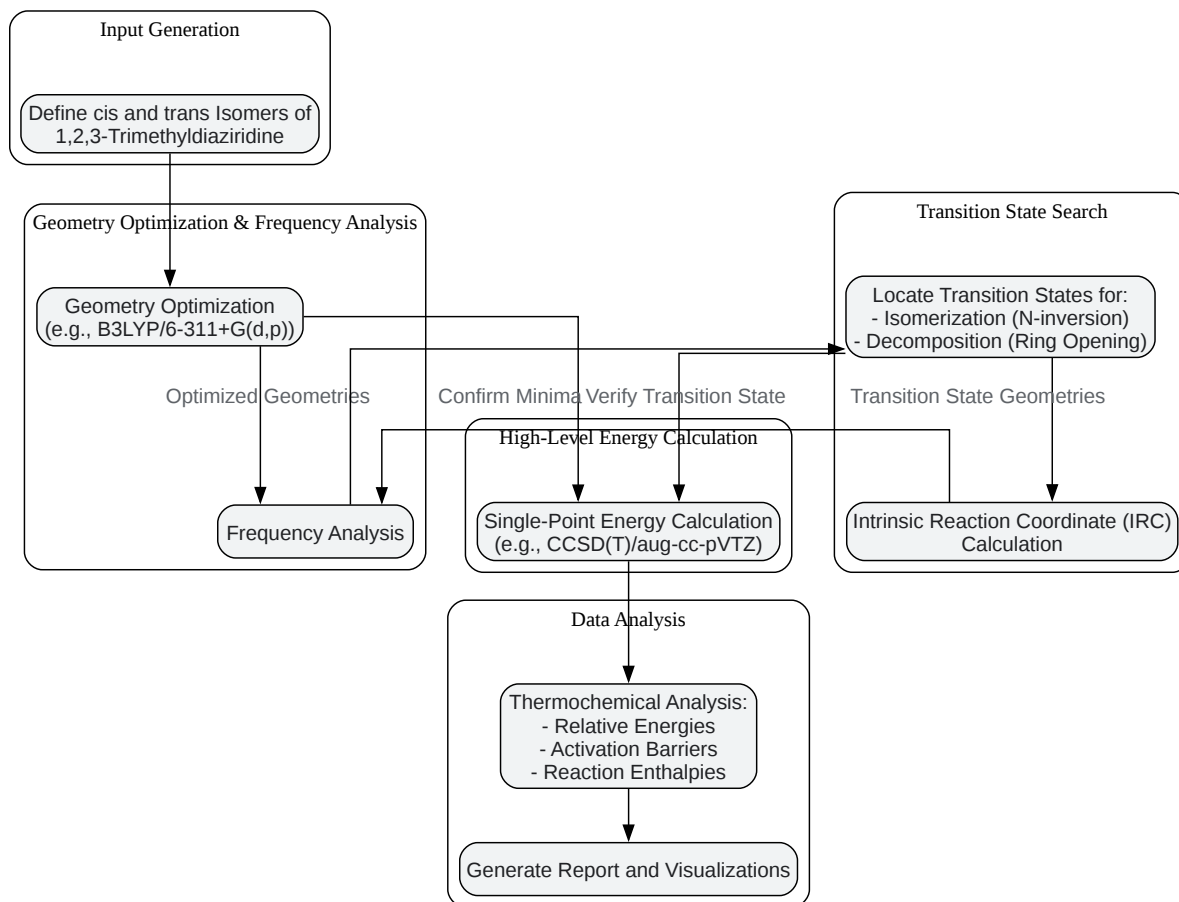 Input Generation
Define cis and trans Isomers of
1,2,3-Trimethyldiaziridine
Geometry Optimization & Frequency Analysis
Transition State Search
Geometry Optimization
(e.g., B3LYP/6-311+G(d,p))
Locate Transition States for:
- Isomerization (N-inversion)
- Decomposition (Ring Opening)
Optimized Geometries
Confirm Minima
Verify Transition State
Transition State Geometries
High-Level Energy Calculation
Frequency Analysis
Single-Point Energy Calculation
(e.g., CCSD(T)/aug-cc-pVTZ)
Intrinsic Reaction Coordinate (IRC)
Calculation
Data Analysis
Thermochemical Analysis:
- Relative Energies
- Activation Barriers
- Reaction Enthalpies
Generate Report and Visualizations